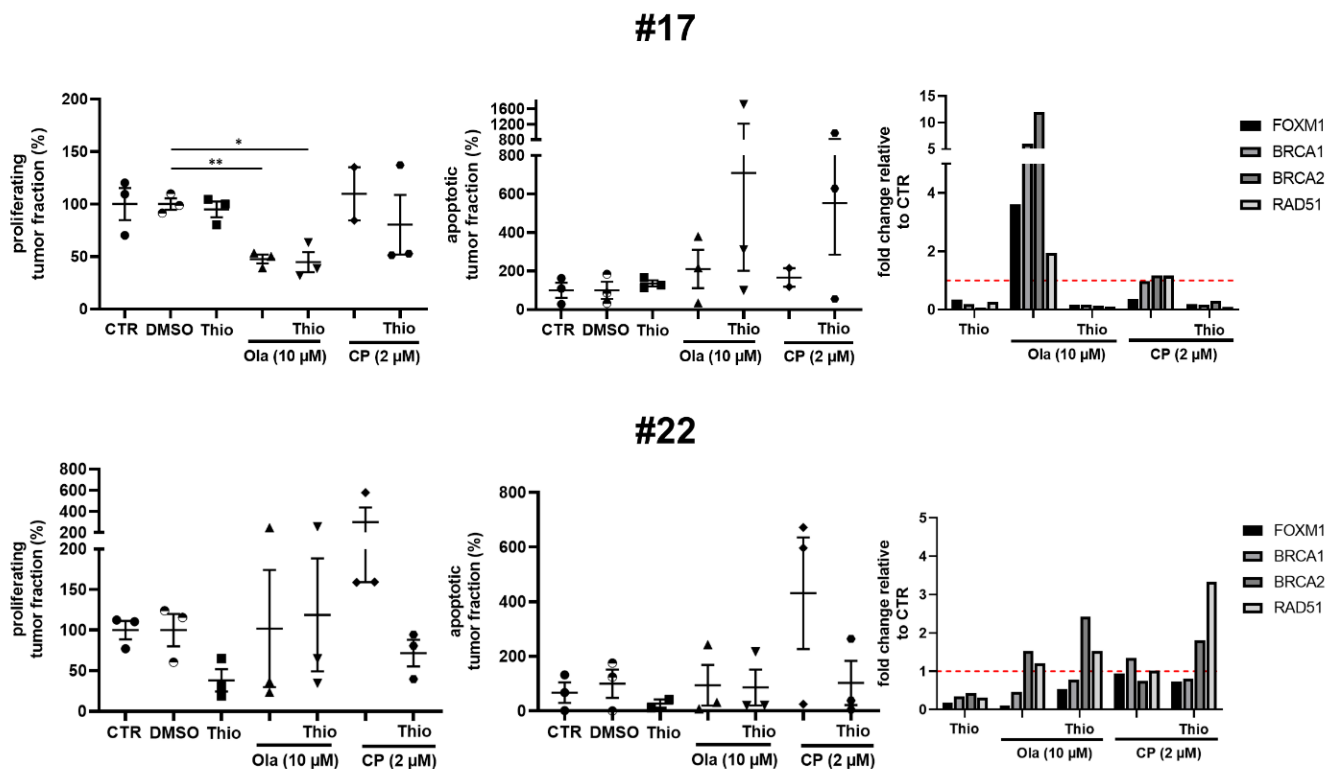 #17
proliferating
tumor fraction (%)
200
150
100
50
0
*
**
CTR
DMSO
Thio
Thio
Ola (10 µM)
CP (2 µM)
Thio
apoptotic
tumor fraction (%)
1600
1200
800
800
600
400
200
0
CTR
DMSO
Thio
Thio
Thio
Ola (10 µM)
CP (2 µM)
fold change relative
to CTR
15
10
5
4
2
0
Thio
Thio
Thio
Ola (10 µM)
CP (2 µM)
FOXM1
BRCA1
BRCA2
RAD51
#22
proliferating
tumor fraction (%)
800
600
400
200
200
150
100
50
0
CTR
DMSO
Thio
Thio
Thio
Ola (10 µM)
CP (2 µM)
apoptotic
tumor fraction (%)
800
600
400
200
0
CTR
DMSO
Thio
Thio
Thio
Ola (10 µM)
CP (2 µM)
fold change relative
to CTR
5
4
3
2
1
0
Thio
Thio
Thio
Ola (10 µM)
CP (2 µM)
FOXM1
BRCA1
BRCA2
RAD51